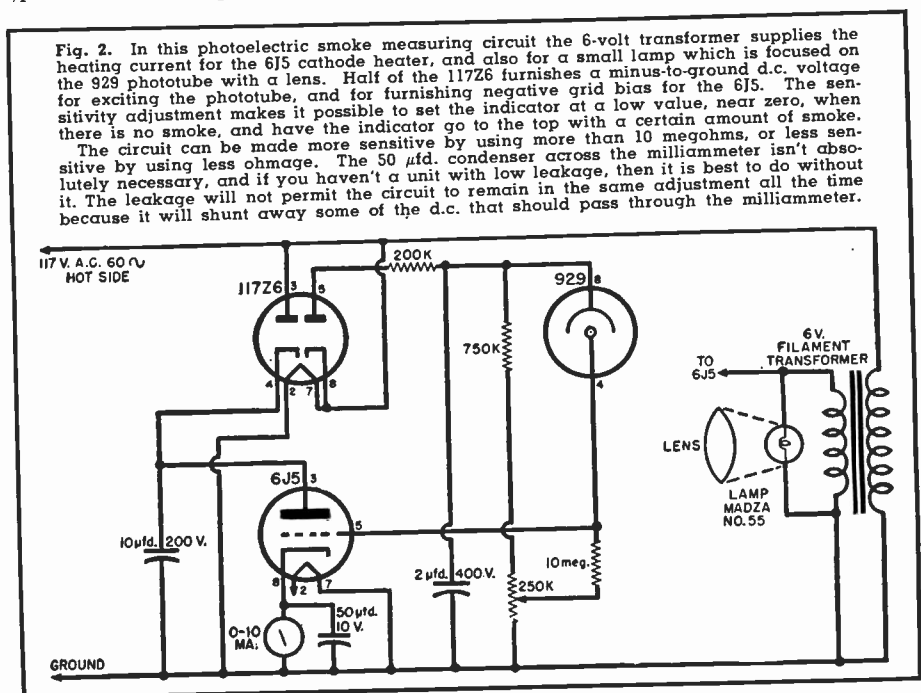 Fig. 2. In this photoelectric smoke measuring circuit the 6-volt transformer supplies the
heating current for the 6J5 cathode heater, and also for a small lamp which is focused on
the 929 phototube with a lens. Half of the 117Z6 furnishes a minus-to-ground d.c. voltage
for exciting the phototube, and for furnishing negative grid bias for the 6J5. The sen-
sitivity adjustment makes it possible to set the indicator at a low value, near zero, when
there is no smoke, and have the indicator go to the top with a certain amount of smoke.
The circuit can be made more sensitive by using more than 10 megohms, or less sen-
sitive by using less ohmage. The 50 µfd. condenser across the milliammeter isn't abso-
lutely necessary, and if you haven't a unit with low leakage, then it is best to do without
it. The leakage will not permit the circuit to remain in the same adjustment all the time
because it will shunt away some of the d.c. that should pass through the milliammeter.
117 V. A.C. 60 ∿
HOT SIDE
200K
117Z6
3
5
929
8
750K
6 V.
FILAMENT
TRANSFORMER
TO
6J5
4
2
7
8
4
LENS
LAMP
MADZA
NO. 55
6J5
3
5
10µfd. 200 V.
8
2
7
2 µfd. 400 V.
10 meg.
250K
50µfd.
10 V.
0-10
MA.
GROUND